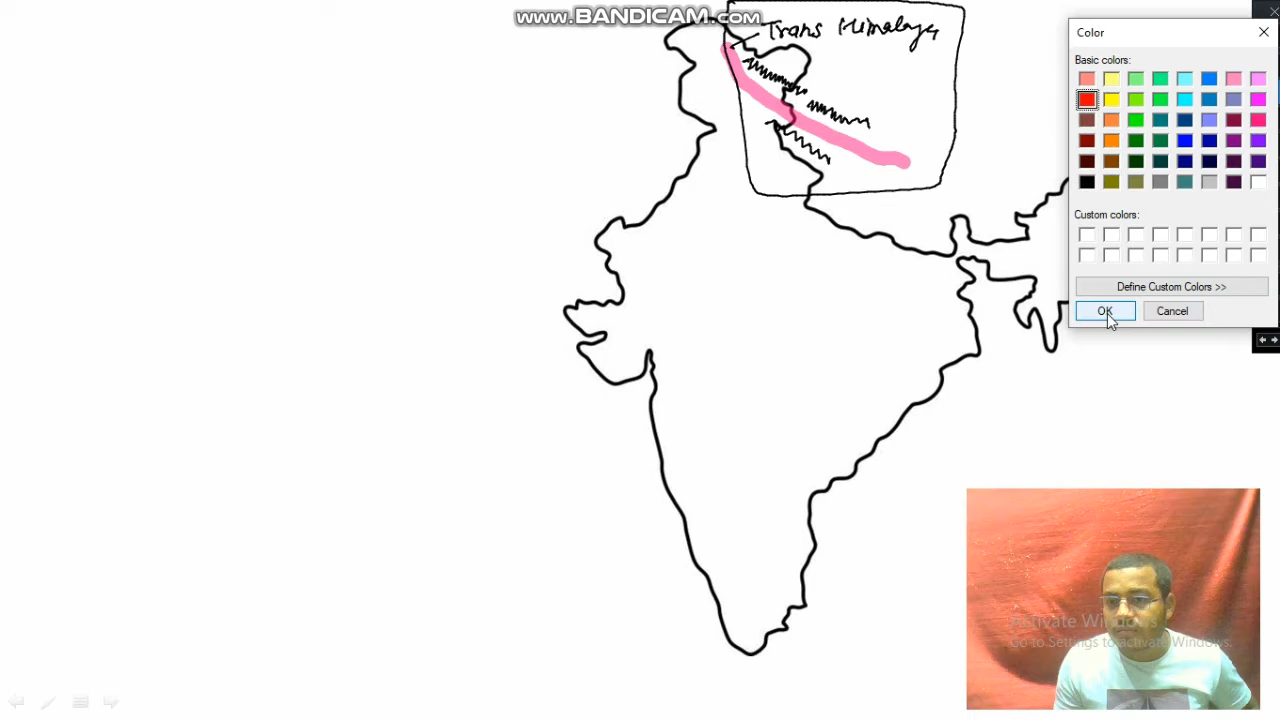 www.BANDICAM.com
Trans Himalaya
Color
Basic colors:
Custom colors:
Define Custom Colors >>
OK
Cancel
Activate Windows
Go to Settings to activate Windows.